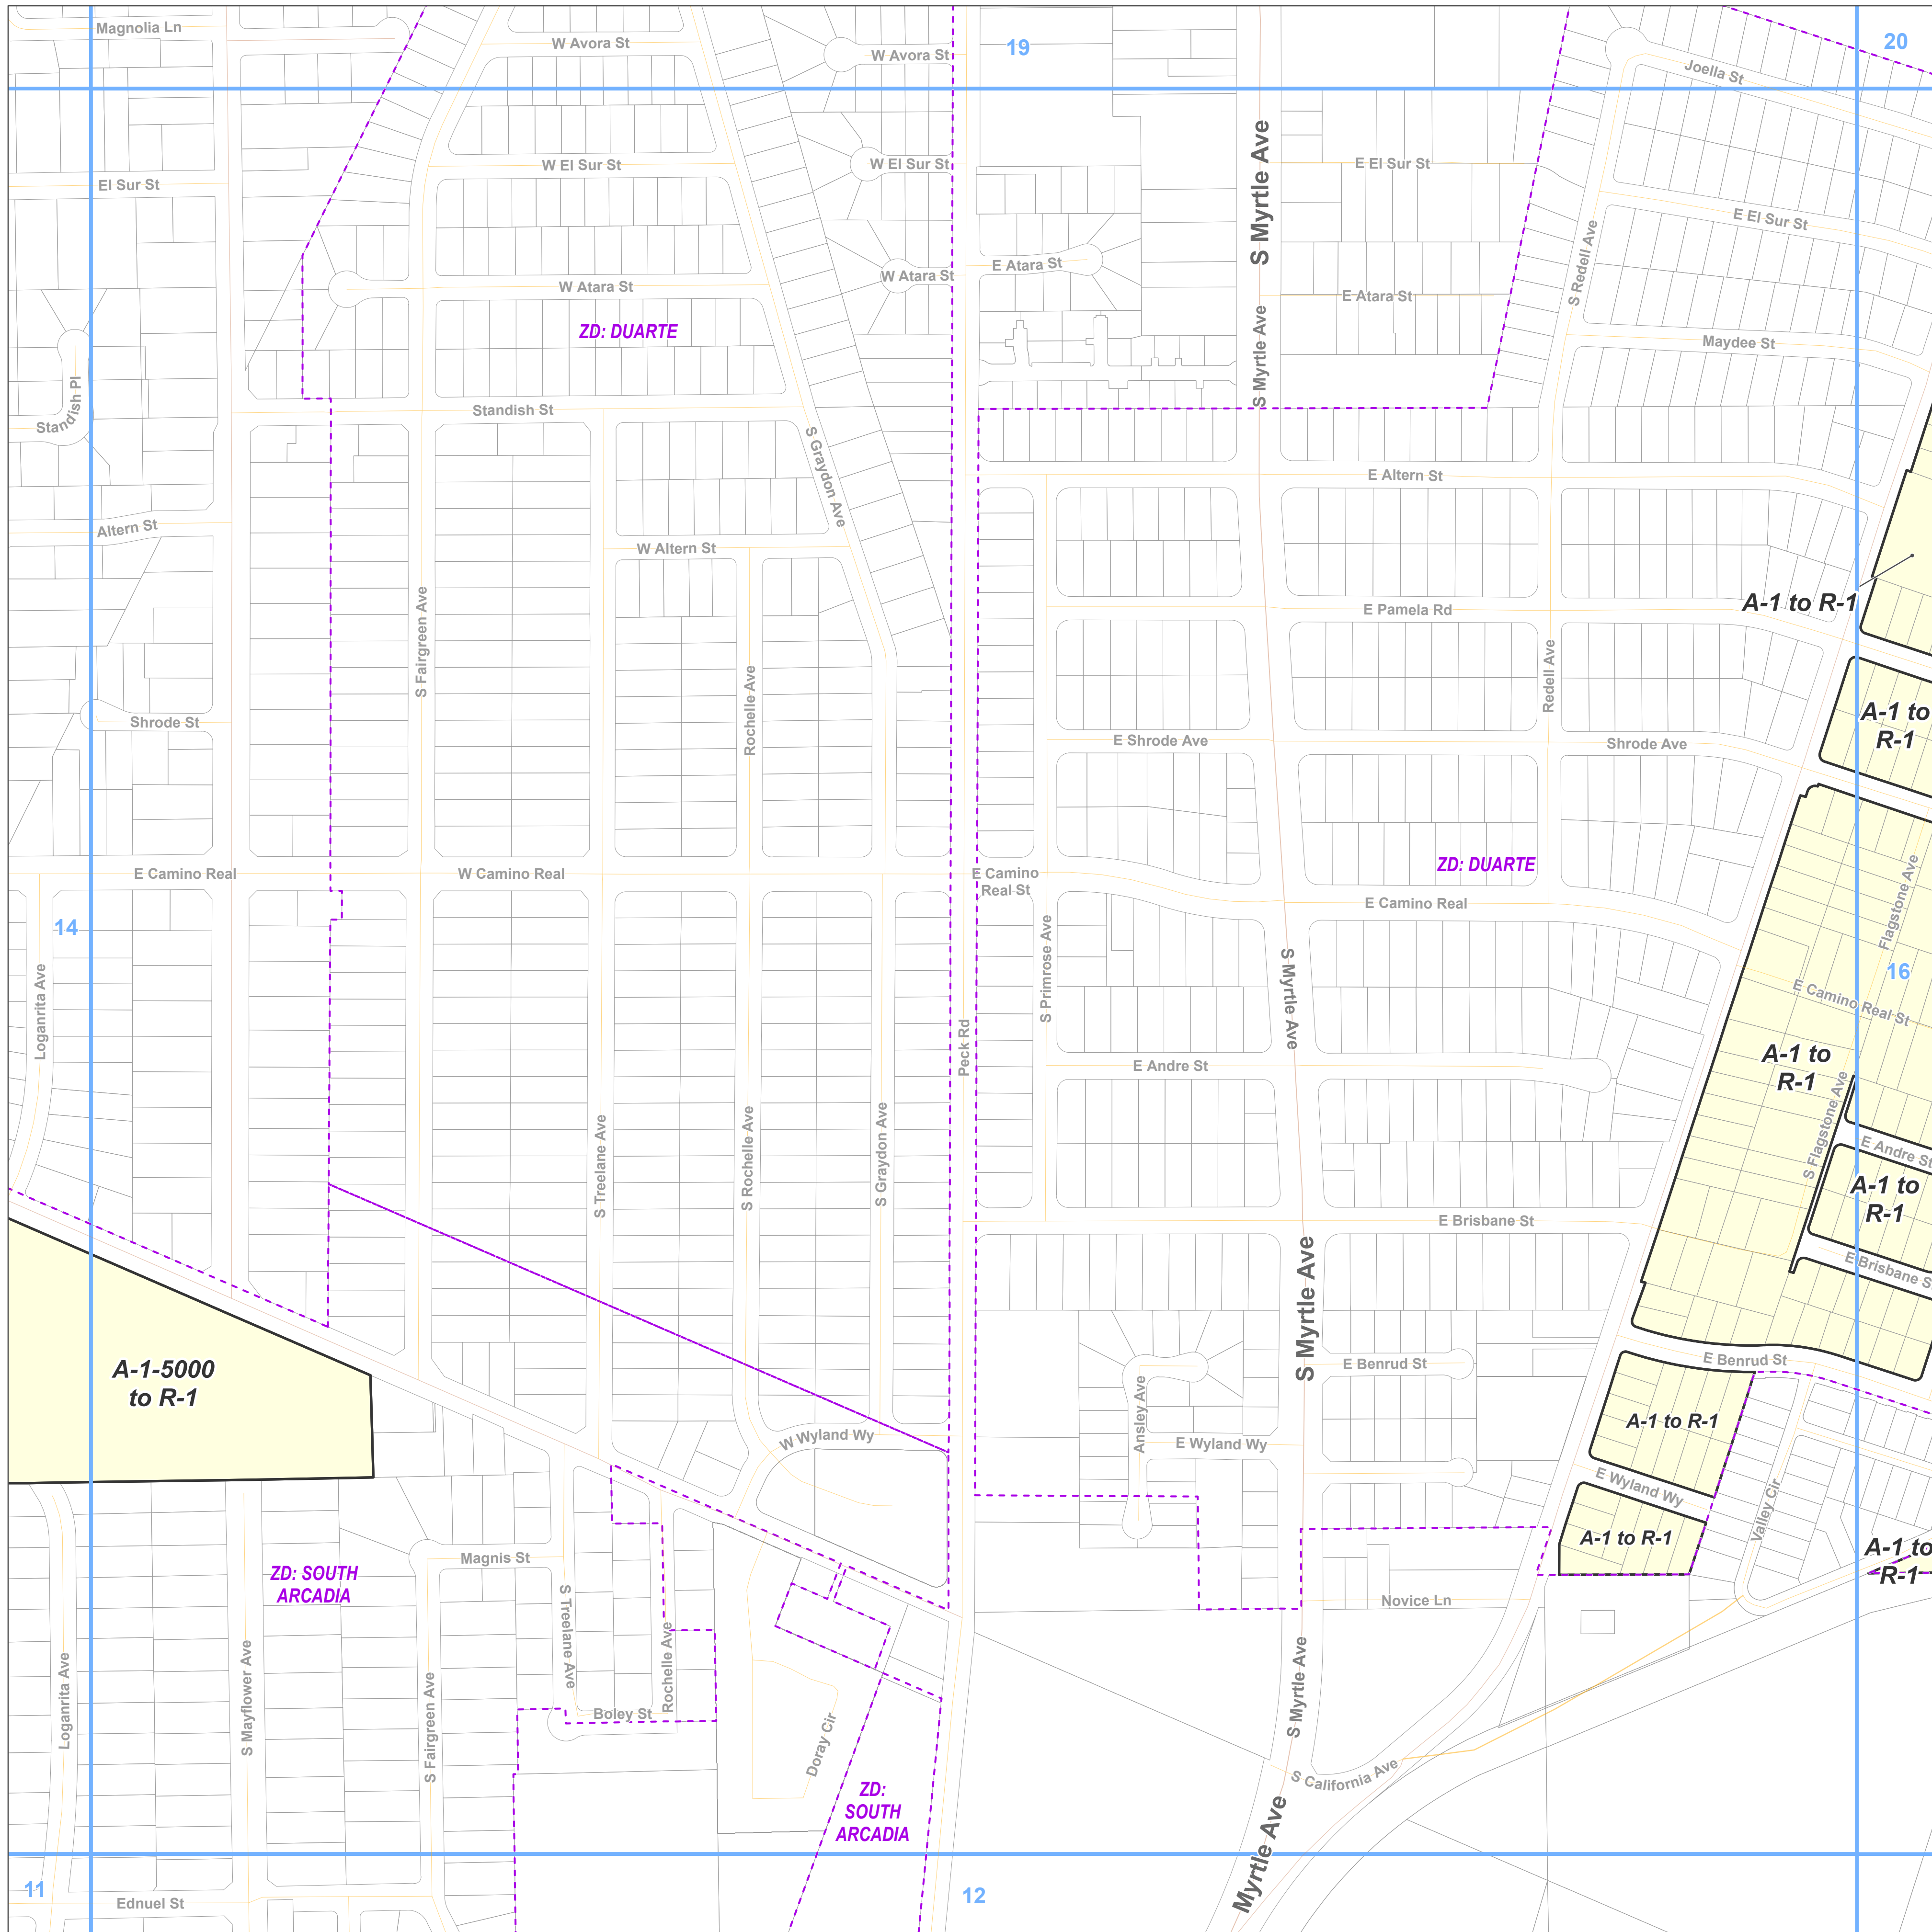 Magnolia Ln
W Avora St
W Avora St
19
20
Joella St
S Myrtle Ave
El Sur St
W El Sur St
W El Sur St
E El Sur St
E El Sur St
W Atara St
W Atara St
E Atara St
E Atara St
S Redell Ave
ZD: DUARTE
S Myrtle Ave
Maydee St
Standish Pl
Standish St
S Graydon Ave
E Altern St
Altern St
W Altern St
S Fairgreen Ave
E Pamela Rd
A-1 to R-1
Rochelle Ave
Redell Ave
A-1 to
R-1
Shrode St
E Shrode Ave
Shrode Ave
E Camino Real
W Camino Real
E Camino
Real St
ZD: DUARTE
E Camino Real
Flagstone Ave
14
16
Loganrita Ave
S Primrose Ave
S Myrtle Ave
E Camino Real St
Peck Rd
E Andre St
A-1 to
R-1
S Treelane Ave
S Rochelle Ave
S Graydon Ave
S Flagstone Ave
E Andre St
A-1 to
R-1
E Brisbane St
E Brisbane S
S Myrtle Ave
A-1-5000
to R-1
E Benrud St
E Benrud St
Ansley Ave
W Wyland Wy
E Wyland Wy
A-1 to R-1
E Wyland Wy
Valley Cir
A-1 to R-1
A-1 to
R-1
Magnis St
ZD: SOUTH
ARCADIA
S Treelane Ave
Rochelle Ave
Novice Ln
Loganrita Ave
S Mayflower Ave
S Fairgreen Ave
Boley St
Doray Cir
S Myrtle Ave
S California Ave
ZD:
SOUTH
ARCADIA
Myrtle Ave
11
12
Ednuel St